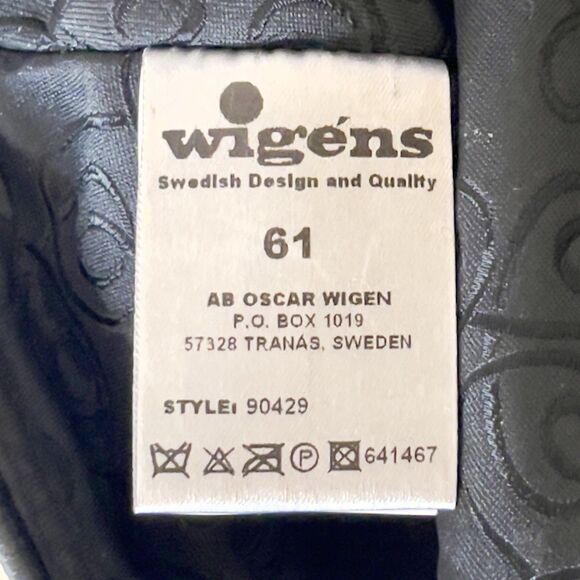 wigéns
Swedish Design and Quality
61
AB OSCAR WIGEN
P.O. BOX 1019
57328 TRANÅS, SWEDEN
STYLE: 90429
P 641467